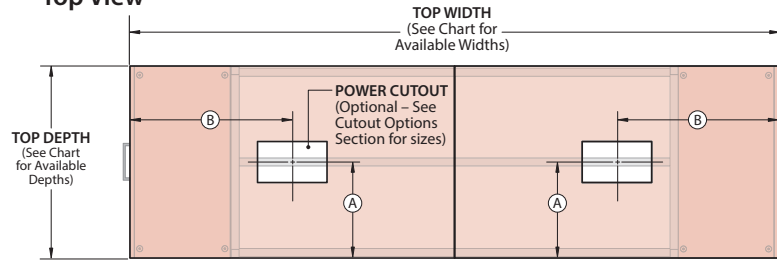 Top View
TOP WIDTH
(See Chart for
Available Widths)
POWER CUTOUT
(Optional – See
Cutout Options
Section for sizes)
B
B
TOP DEPTH
(See Chart
for Available
Depths)
A
A